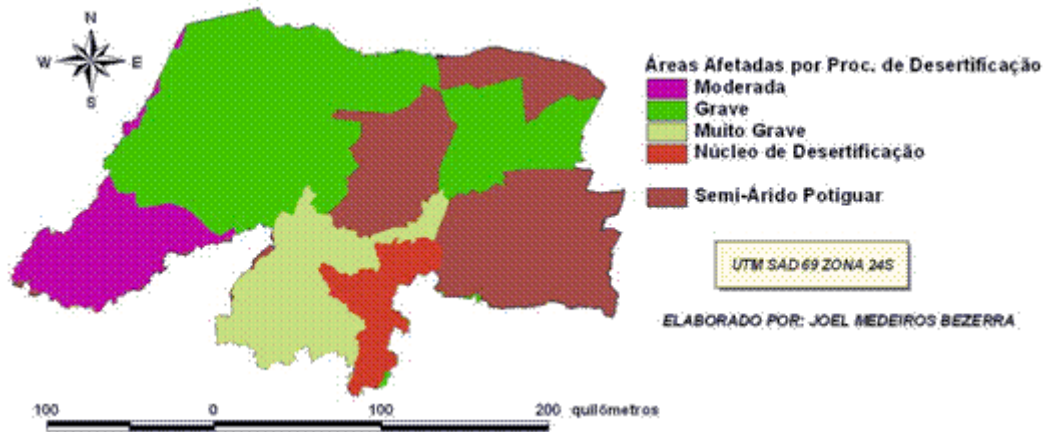 N
W E
S
Áreas Afetadas por Proc. de Desertificação
Moderada
Grave
Muito Grave
Núcleo de Desertificação
Semi-Árido Potiguar
UTM SAD 69 ZONA 24S
ELABORADO POR: JOEL MEDEIROS BEZERRA
100 0 100 200 quilômetros